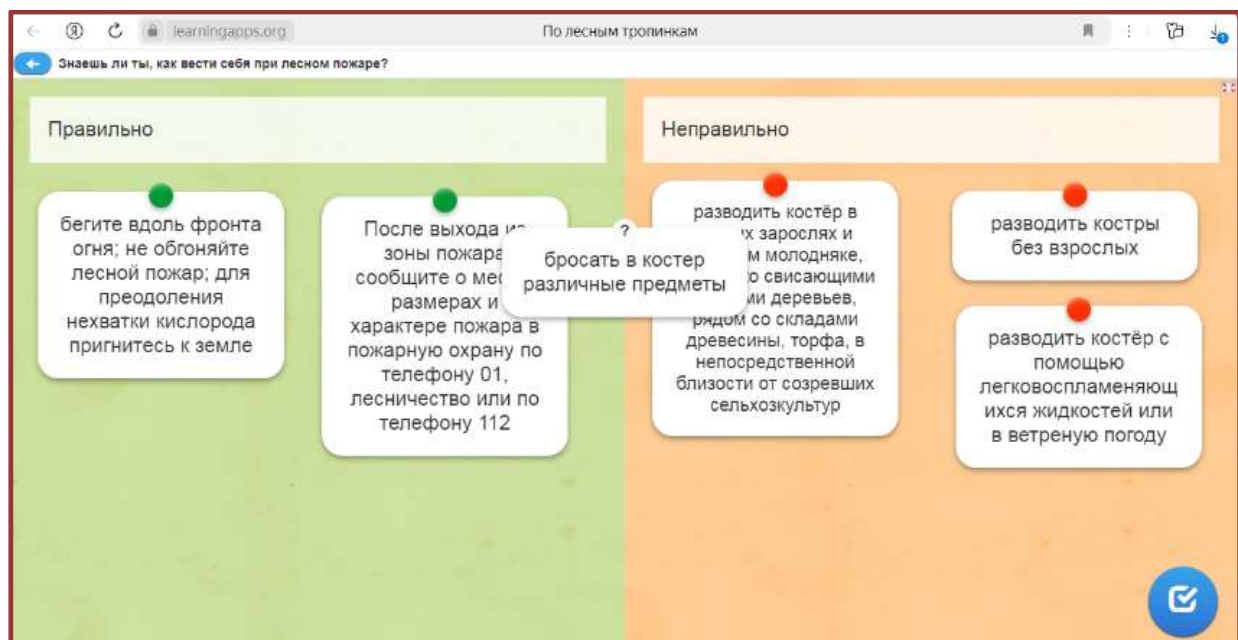 learningapps.org
По лесным тропинкам
1
Знаешь ли ты, как вести себя при лесном пожаре?
Правильно
бегите вдоль фронта
огня; не обгоняйте
лесной пожар; для
преодоления
нехватки кислорода
пригнитесь к земле
После выхода из
зоны пожара
сообщите о
размерах и
характере пожара в
пожарную охрану по
телефону 01,
лесничество или по
телефону 112
?
бросать в костер
различные предметы
Неправильно
разводить костёр в
зарослях и
молодняке,
свисающими
деревьев,
рядом со складами
древесины, торфа, в
непосредственной
близости от созревших
сельхозкультур
разводить костры
без взрослых
разводить костёр с
помощью
легковоспламеняющ
ихся жидкостей или
в ветреную погоду